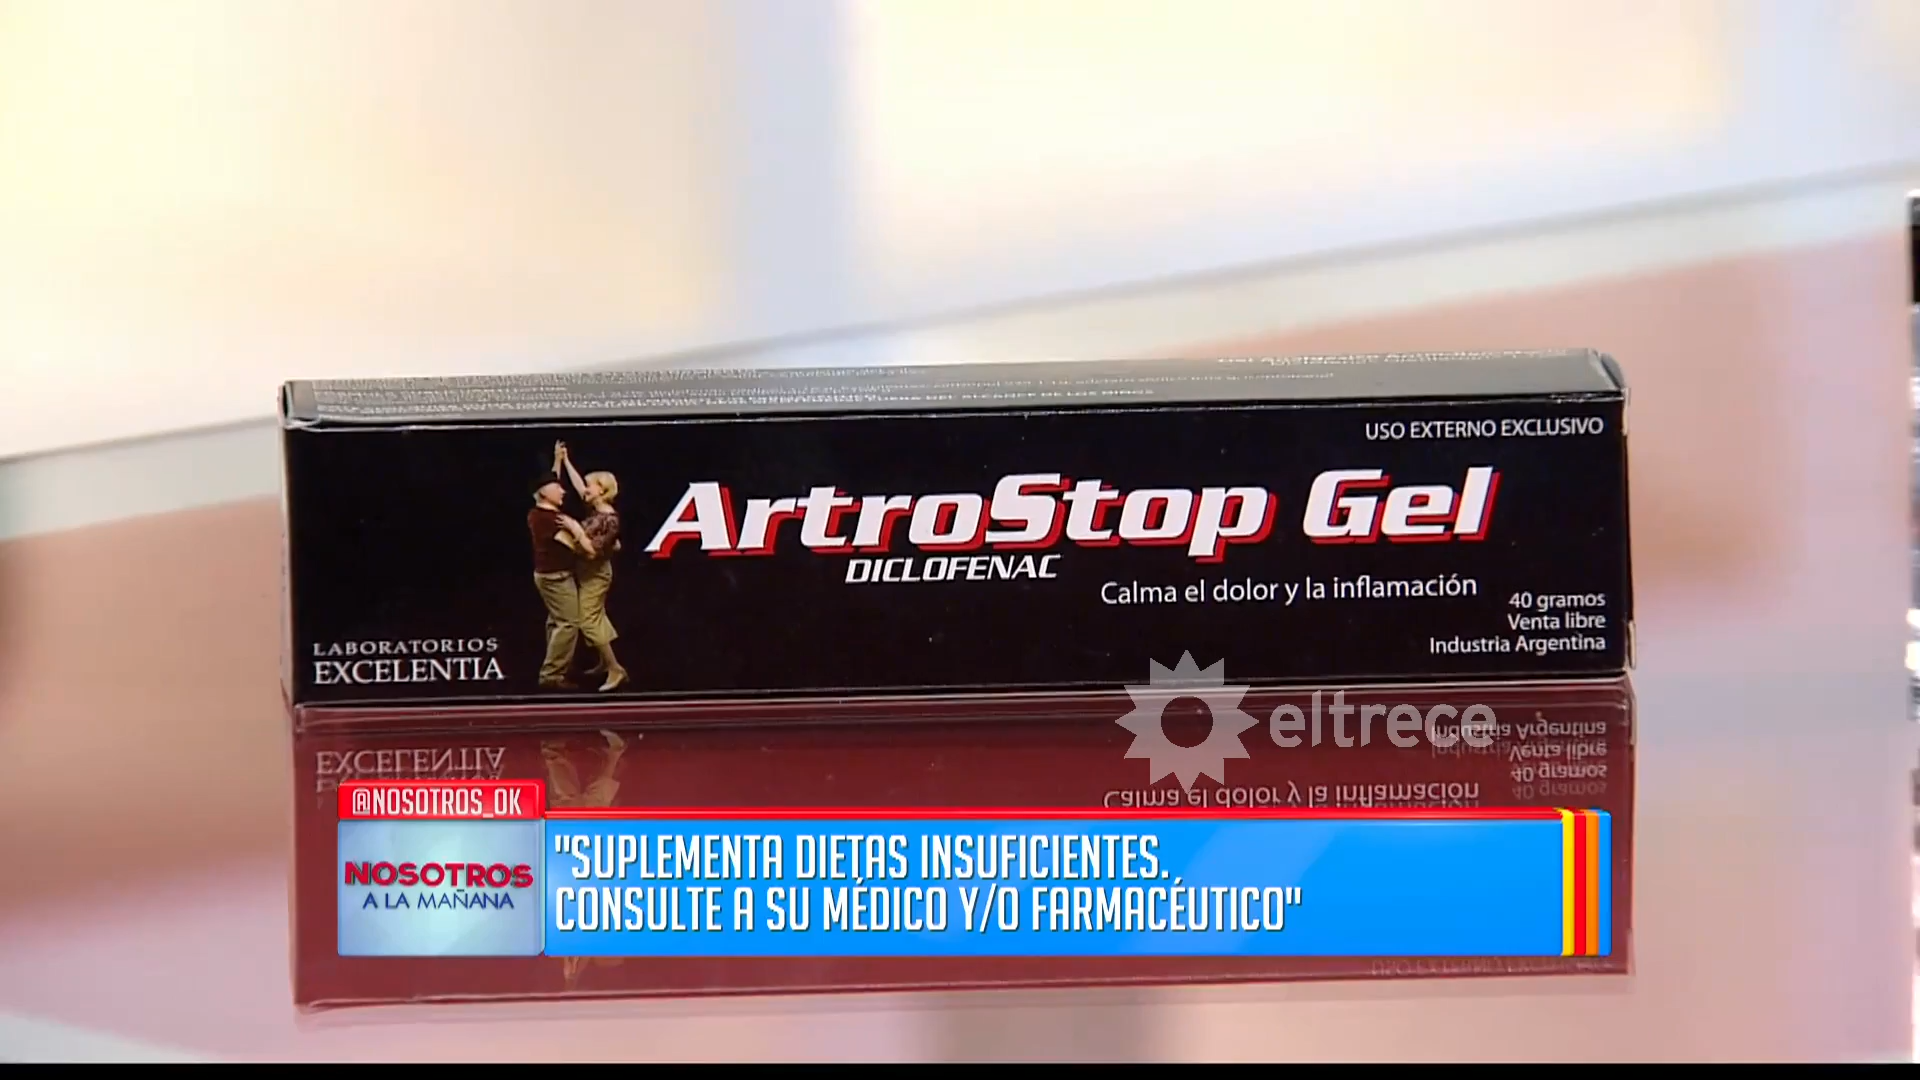 USO EXTERNO EXCLUSIVO
ArtroStop Gel
DICLOFENAC
Calma el dolor y la inflamación
40 gramos
Venta libre
Industria Argentina
LABORATORIOS
EXCELENTIA
eltrece
@NOSOTROS_OK
NOSOTROS
A LA MAÑANA
"SUPLEMENTA DIETAS INSUFICIENTES.
CONSULTE A SU MÉDICO Y/O FARMACÉUTICO"